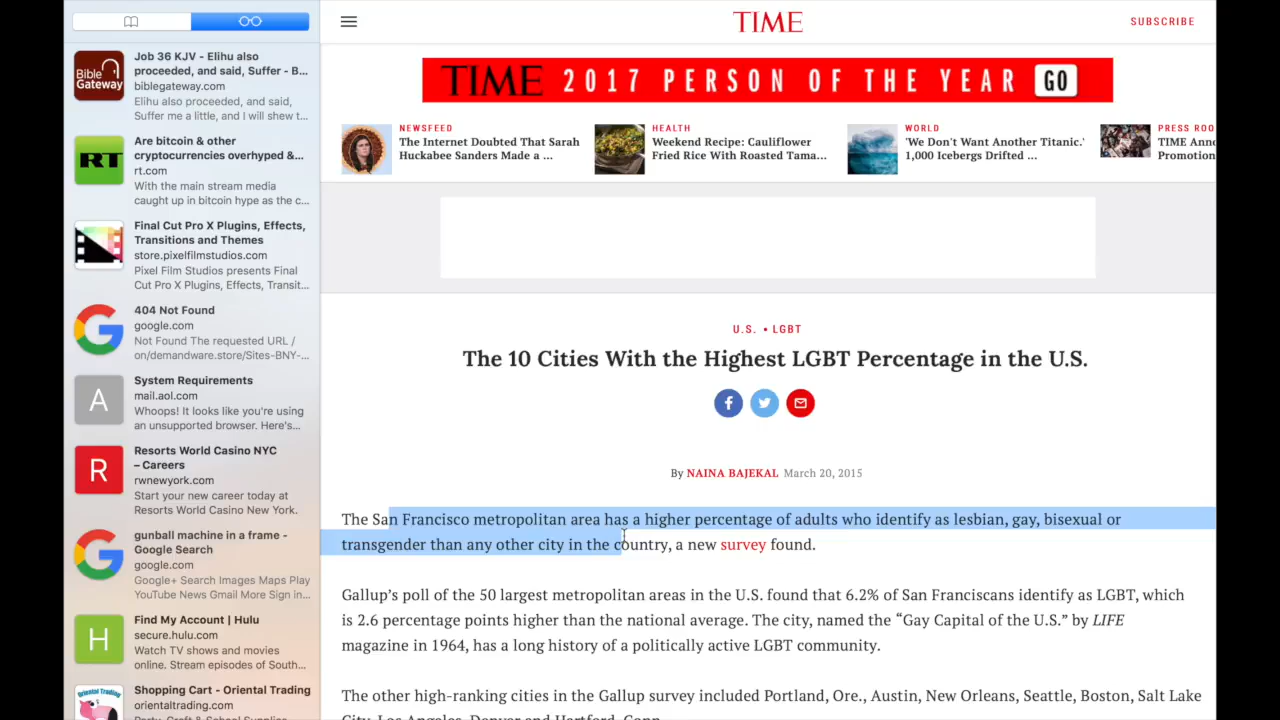 Job 36 KJV - Elihu also
proceeded, and said, Suffer - B...
biblegateway.com
Elihu also proceeded, and said,
Suffer me a little, and I will shew t...
Bible
Gateway
Are bitcoin & other
cryptocurrencies overhyped &...
rt.com
With the main stream media
caught up in bitcoin hype as the c...
RT
Final Cut Pro X Plugins, Effects,
Transitions and Themes
store.pixelfilmstudios.com
Pixel Film Studios presents Final
Cut Pro X Plugins, Effects, Transit...
404 Not Found
google.com
Not Found The requested URL /
on/demandware.store/Sites-BNY-...
System Requirements
mail.aol.com
Whoops! It looks like you're using
an unsupported browser. Here's...
A
Resorts World Casino NYC
– Careers
rwnewyork.com
Start your new career today at
Resorts World Casino New York.
R
gunball machine in a frame -
Google Search
google.com
Google+ Search Images Maps Play
YouTube News Gmail More Sign in...
Find My Account | Hulu
secure.hulu.com
Watch TV shows and movies
online. Stream episodes of South...
H
Shopping Cart - Oriental Trading
orientaltrading.com
Party, Craft & School Supplies
Oriental Trading
TIME
SUBSCRIBE
TIME 2017 PERSON OF THE YEAR GO
NEWSFEED
The Internet Doubted That Sarah
Huckabee Sanders Made a ...
HEALTH
Weekend Recipe: Cauliflower
Fried Rice With Roasted Tama...
WORLD
'We Don't Want Another Titanic.'
1,000 Icebergs Drifted ...
PRESS ROO
TIME Ann
Promotion
U.S. • LGBT
The 10 Cities With the Highest LGBT Percentage in the U.S.
By NAINA BAJEKAL March 20, 2015
The San Francisco metropolitan area has a higher percentage of adults who identify as lesbian, gay, bisexual or
transgender than any other city in the country, a new survey found.
Gallup’s poll of the 50 largest metropolitan areas in the U.S. found that 6.2% of San Franciscans identify as LGBT, which
is 2.6 percentage points higher than the national average. The city, named the “Gay Capital of the U.S.” by LIFE
magazine in 1964, has a long history of a politically active LGBT community.
The other high-ranking cities in the Gallup survey included Portland, Ore., Austin, New Orleans, Seattle, Boston, Salt Lake
City, Los Angeles, Denver and Hartford, Conn.